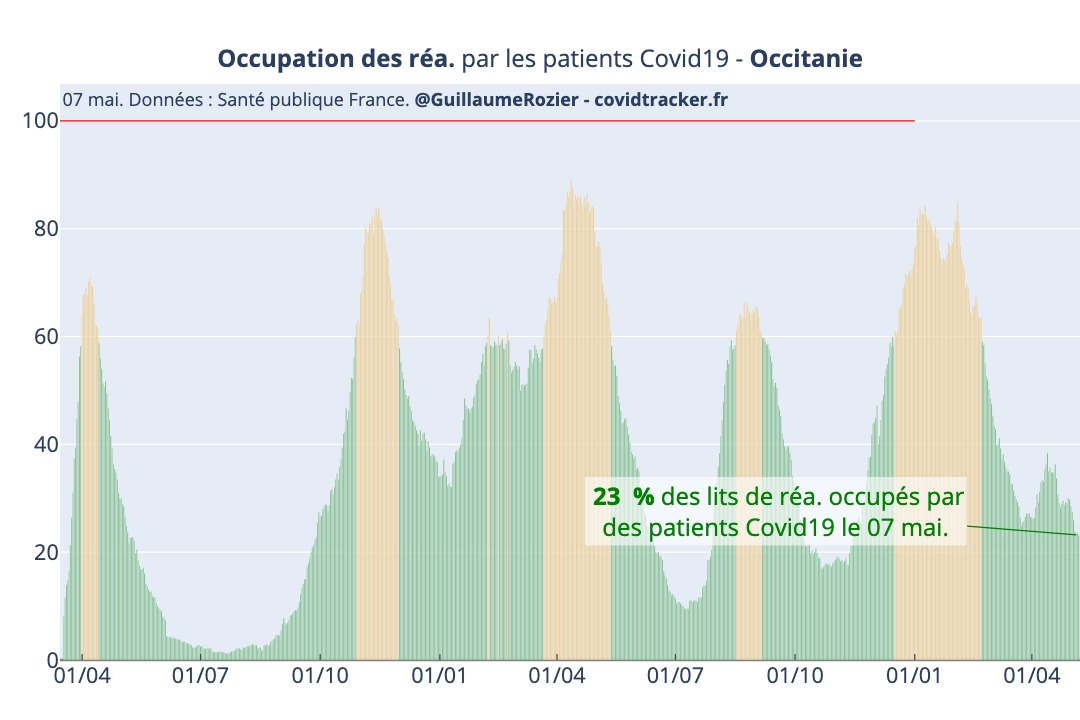 Occupation des réa. par les patients Covid19 - Occitanie
07 mai. Données : Santé publique France. @GuillaumeRozier - covidtracker.fr
100
80
60
40
20
0
23 % des lits de réa. occupés par
des patients Covid19 le 07 mai.
01/04 01/07 01/10 01/01 01/04 01/07 01/10 01/01 01/04